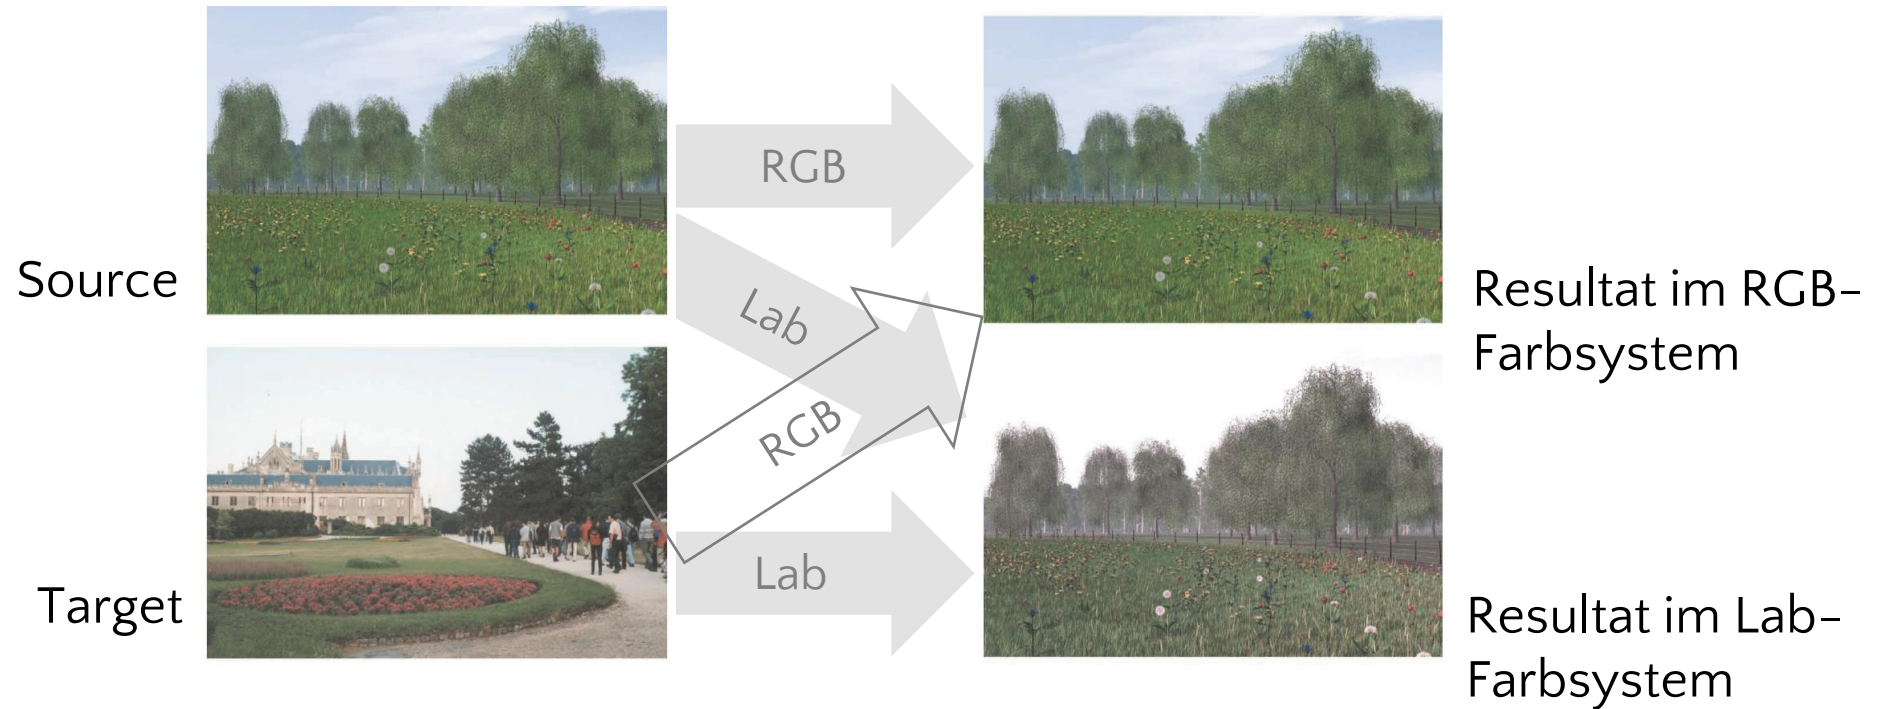 RGB
Source
Lab
Resultat im RGB–
Farbsystem
RGB
Target
Lab
Resultat im Lab–
Farbsystem